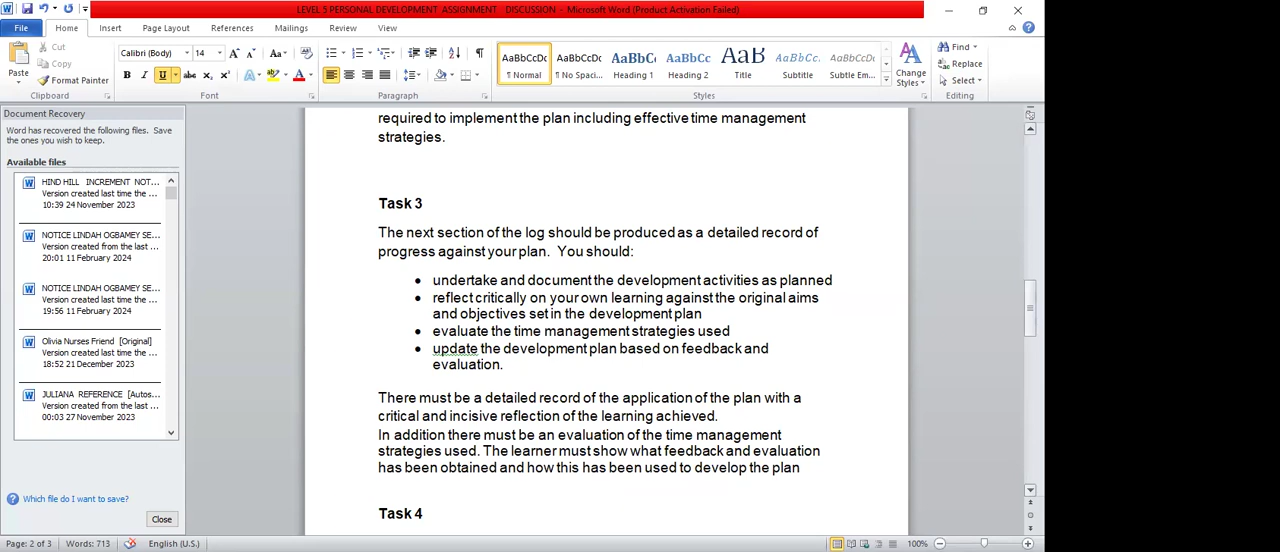 LEVEL 5 PERSONAL DEVELOPMENT ASSIGNMENT DISCUSSION - Microsoft Word (Product Activation Failed)
File Home Insert Page Layout References Mailings Review View
Paste
Cut
Copy
Format Painter
Clipboard
Calibri (Body) 14
B I U abc x₂ x²
Font
Paragraph
AaBbCcDc AaBbCcDc AaBbCc AaBbCc AaB AaBbCc. AaBbCcDc
¶ Normal ¶ No Spaci... Heading 1 Heading 2 Title Subtitle Subtle Em...
Styles
Change Styles
Find
Replace
Select
Editing
Document Recovery
Word has recovered the following files. Save
the ones you wish to keep.
Available files
HIND HILL INCREMENT NOT...
Version created last time the ...
10:39 24 November 2023
NOTICE LINDAH OGBAMEY SE...
Version created from the last ...
20:01 11 February 2024
NOTICE LINDAH OGBAMEY SE...
Version created last time the ...
19:56 11 February 2024
Olivia Nurses Friend [Original]
Version created last time the ...
18:52 21 December 2023
JULIANA REFERENCE [Autos...
Version created last time the ...
00:03 27 November 2023
Which file do I want to save?
Close
required to implement the plan including effective time management
strategies.
Task 3
The next section of the log should be produced as a detailed record of
progress against your plan. You should:
• undertake and document the development activities as planned
• reflect critically on your own learning against the original aims
and objectives set in the development plan
• evaluate the time management strategies used
• update the development plan based on feedback and
evaluation.
There must be a detailed record of the application of the plan with a
critical and incisive reflection of the learning achieved.
In addition there must be an evaluation of the time management
strategies used. The learner must show what feedback and evaluation
has been obtained and how this has been used to develop the plan
Task 4
Page: 2 of 3 Words: 713 English (U.S.) 100%